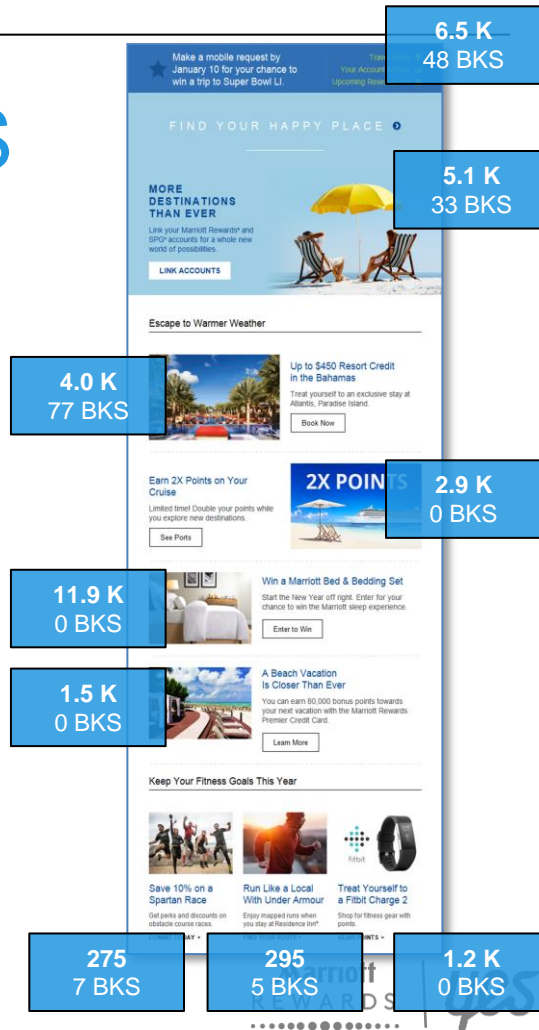 6.5 K
48 BKS
Make a mobile request by
January 10 for your chance to
win a trip to Super Bowl LI.
Your Account
Upcoming
FIND YOUR HAPPY PLACE
5.1 K
33 BKS
MORE
DESTINATIONS
THAN EVER
Link your Marriott Rewards® and
SPG® accounts for a whole new
world of possibilities.
LINK ACCOUNTS
Escape to Warmer Weather
4.0 K
77 BKS
Up to $450 Resort Credit
in the Bahamas
Treat yourself to an exclusive stay at
Atlantis, Paradise Island.
Book Now
Earn 2X Points on Your
Cruise
Limited time! Double your points while
you explore new destinations.
See Ports
2X POINTS
2.9 K
0 BKS
11.9 K
0 BKS
Win a Marriott Bed & Bedding Set
Start the New Year off right. Enter for your
chance to win the Marriott sleep experience.
Enter to Win
1.5 K
0 BKS
A Beach Vacation
Is Closer Than Ever
You can earn 80,000 bonus points towards
your next vacation with the Marriott Rewards
Premier Credit Card.
Learn More
Keep Your Fitness Goals This Year
fitbit
Save 10% on a
Spartan Race
Get perks and discounts on
obstacle course races.
Run Like a Local
With Under Armour
Enjoy mapped runs when
you stay at Residence Inn®.
Treat Yourself to
a Fitbit Charge 2
Shop for fitness gear with
points.
275
7 BKS
295
5 BKS
1.2 K
0 BKS
Marriott
REWARDS
yes